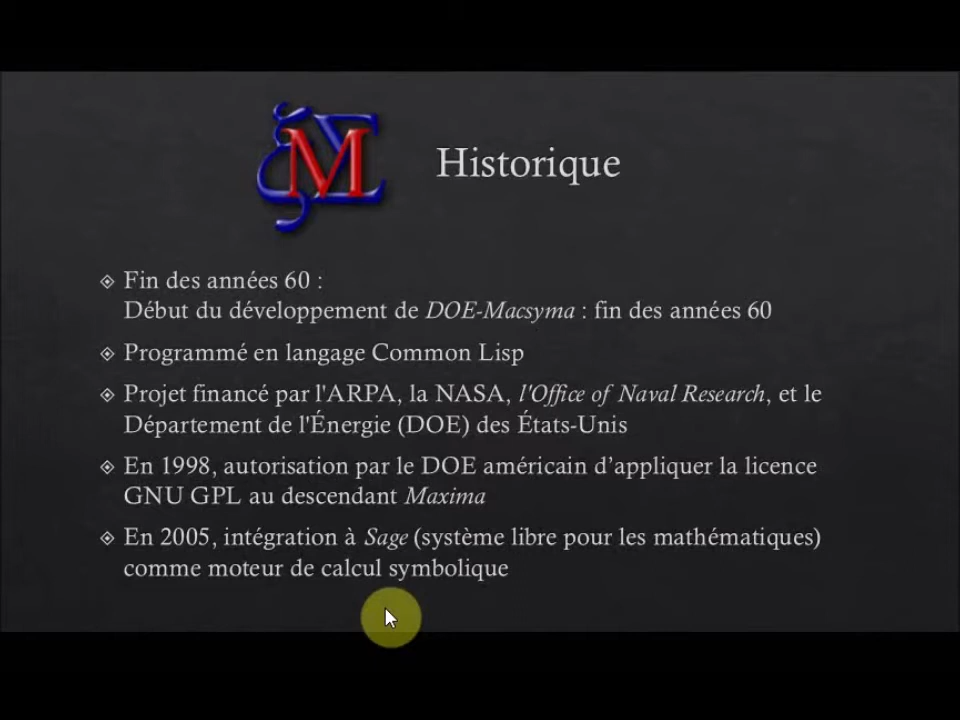 M
Historique
Fin des années 60 :
Début du développement de DOE-Macsyma : fin des années 60
Programmé en langage Common Lisp
Projet financé par l'ARPA, la NASA, l'Office of Naval Research, et le
Département de l'Énergie (DOE) des États-Unis
En 1998, autorisation par le DOE américain d’appliquer la licence
GNU GPL au descendant Maxima
En 2005, intégration à Sage (système libre pour les mathématiques)
comme moteur de calcul symbolique